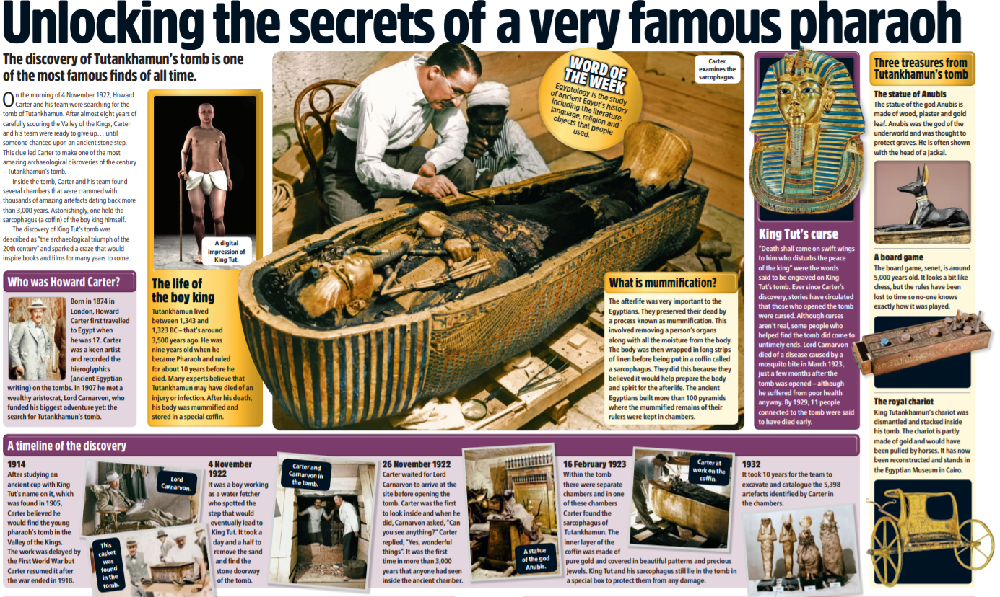 Unlocking the secrets of a very famous pharaoh
The discovery of Tutankhamun's tomb is one
of the most famous finds of all time.
On the morning of 4 November 1922, Howard
Carter and his team were searching for the
tomb of Tutankhamun. After almost eight years of
carefully scouring the Valley of the Kings, Carter
and his team were ready to give up… until
someone chanced upon an ancient stone step.
This clue led Carter to make one of the most
amazing archaeological discoveries of the century
– Tutankhamun's tomb.
Inside the tomb, Carter and his team found
several chambers that were crammed with
thousands of amazing artefacts dating back more
than 3,000 years. Astonishingly, one held the
sarcophagus (a coffin) of the boy king himself.
The discovery of King Tut's tomb was
described as "the archaeological triumph of the
20th century" and sparked a craze that would
inspire books and films for many years to come.
Who was Howard Carter?
Born in 1874 in
London, Howard
Carter first travelled
to Egypt when
he was 17. Carter
was a keen artist
and recorded the
hieroglyphics
(ancient Egyptian
writing) on the tombs. In 1907 he met a
wealthy aristocrat, Lord Carnarvon, who
funded his biggest adventure yet: the
search for Tutankhamun's tomb.
A digital
impression of
King Tut.
The life of
the boy king
Tutankhamun lived
between 1,343 and
1,323 BC – that's around
3,500 years ago. He was
nine years old when he
became Pharaoh and ruled
for about 10 years before he
died. Many experts believe that
Tutankhamun may have died of an
injury or infection. After his death,
his body was mummified and
stored in a special coffin.
WORD OF
THE WEEK
Egyptology is the study
of ancient Egypt's history
including the literature,
language, religion and
objects that people
used.
Carter
examines the
sarcophagus.
What is mummification?
The afterlife was very important to the
Egyptians. They preserved their dead by
a process known as mummification. This
involved removing a person's organs
along with all the moisture from the body.
The body was then wrapped in long strips
of linen before being put in a coffin called
a sarcophagus. They did this because they
believed it would help prepare the body
and spirit for the afterlife. The ancient
Egyptians built more than 100 pyramids
where the mummified remains of their
rulers were kept in chambers.
King Tut's curse
"Death shall come on swift wings
to him who disturbs the peace
of the king" were the words
said to be engraved on King
Tut's tomb. Ever since Carter's
discovery, stories have circulated
that those who opened the tomb
were cursed. Although curses
aren't real, some people who
helped find the tomb did come to
untimely ends. Lord Carnarvon
died of a disease caused by a
mosquito bite in March 1923,
just a few months after the
tomb was opened – although
he suffered from poor health
anyway. By 1929, 11 people
connected to the tomb were said
to have died early.
Three treasures from
Tutankhamun's tomb
The statue of Anubis
The statue of the god Anubis is
made of wood, plaster and gold
leaf. Anubis was the god of the
underworld and was thought to
protect graves. He is often shown
with the head of a jackal.
A board game
The board game, senet, is around
5,000 years old. It looks a bit like
chess, but the rules have been
lost to time so no-one knows
exactly how it was played.
The royal chariot
King Tutankhamun's chariot was
dismantled and stacked inside
his tomb. The chariot is partly
made of gold and would have
been pulled by horses. It has now
been reconstructed and stands in
the Egyptian Museum in Cairo.
A timeline of the discovery
1914
After studying an
ancient cup with King
Tut's name on it, which
was found in 1905,
Carter believed he
would find the young
pharaoh's tomb in the
Valley of the Kings.
The work was delayed by
the First World War but
Carter resumed it after
the war ended in 1918.
Lord
Carnarvon.
This
casket
was
found
in the
tomb.
4 November
1922
It was a boy working
as a water fetcher
who spotted the
step that would
eventually lead to
King Tut. It took a
day and a half to
remove the sand
and find the
stone doorway
of the tomb.
Carter and
Carnarvon in
the tomb.
26 November 1922
Carter waited for Lord
Carnarvon to arrive at the
site before opening the
tomb. Carter was the first
to look inside and when he
did, Carnarvon asked, "Can
you see anything?" Carter
replied, "Yes, wonderful
things". It was the first
time in more than 3,000
years that anyone had seen
inside the ancient chamber.
A statue
of the god
Anubis.
16 February 1923
Within the tomb
there were separate
chambers and in one
of these chambers
Carter found the
sarcophagus of
Tutankhamun. The
inner layer of the
coffin was made of
pure gold and covered in beautiful patterns and precious
jewels. King Tut and his sarcophagus still lie in the tomb in
a special box to protect them from any damage.
Carter at
work on the
coffin.
1932
It took 10 years for the team to
excavate and catalogue the 5,398
artefacts identified by Carter in
the chambers.